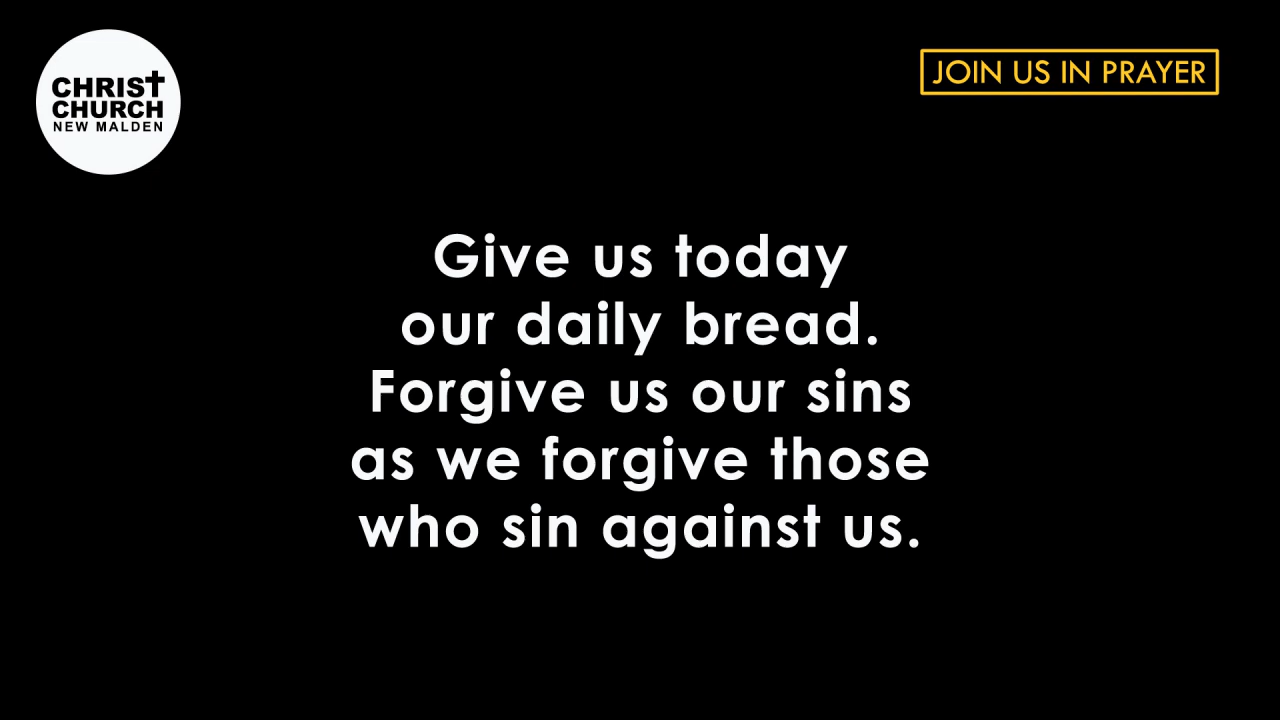 CHRIST
CHURCH
NEW MALDEN
JOIN US IN PRAYER
Give us today
our daily bread.
Forgive us our sins
as we forgive those
who sin against us.